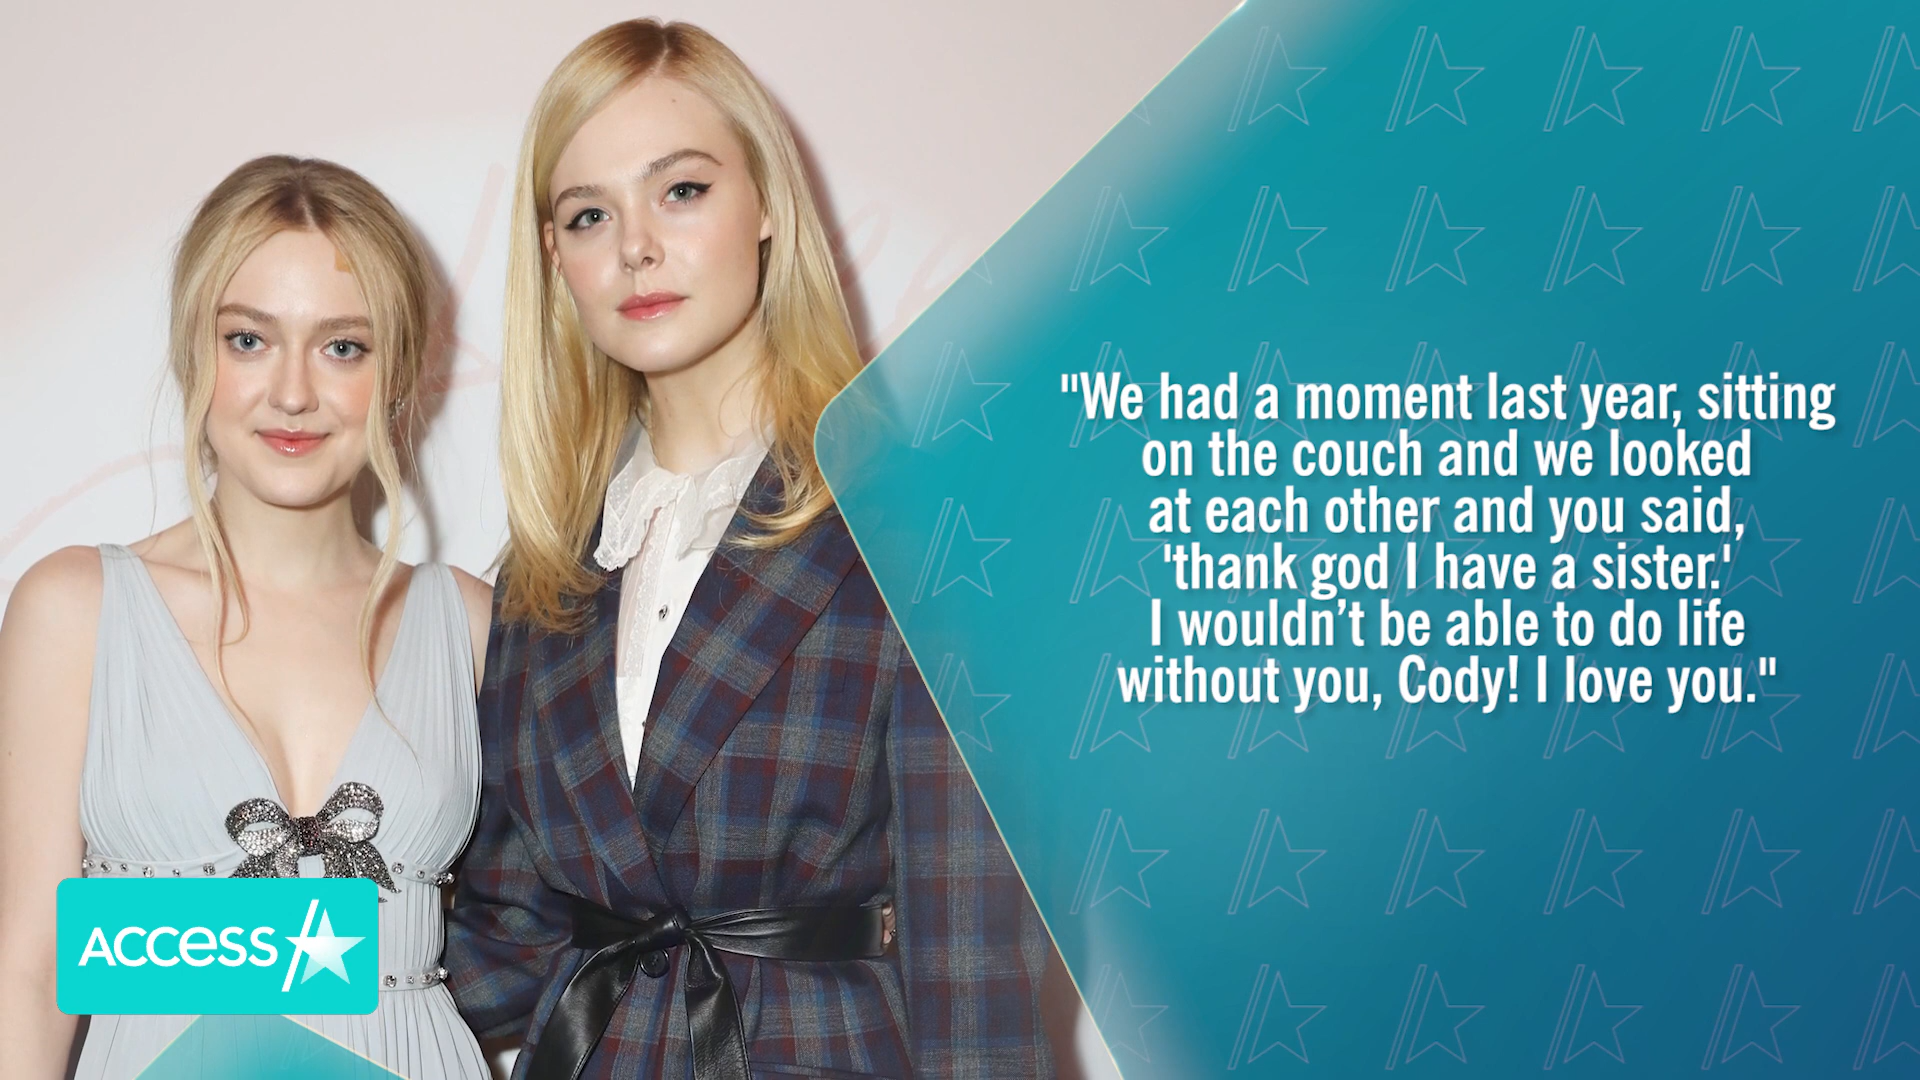 "We had a moment last year, sitting
on the couch and we looked
at each other and you said,
'thank god I have a sister.'
I wouldn’t be able to do life
without you, Cody! I love you."
ACCESS